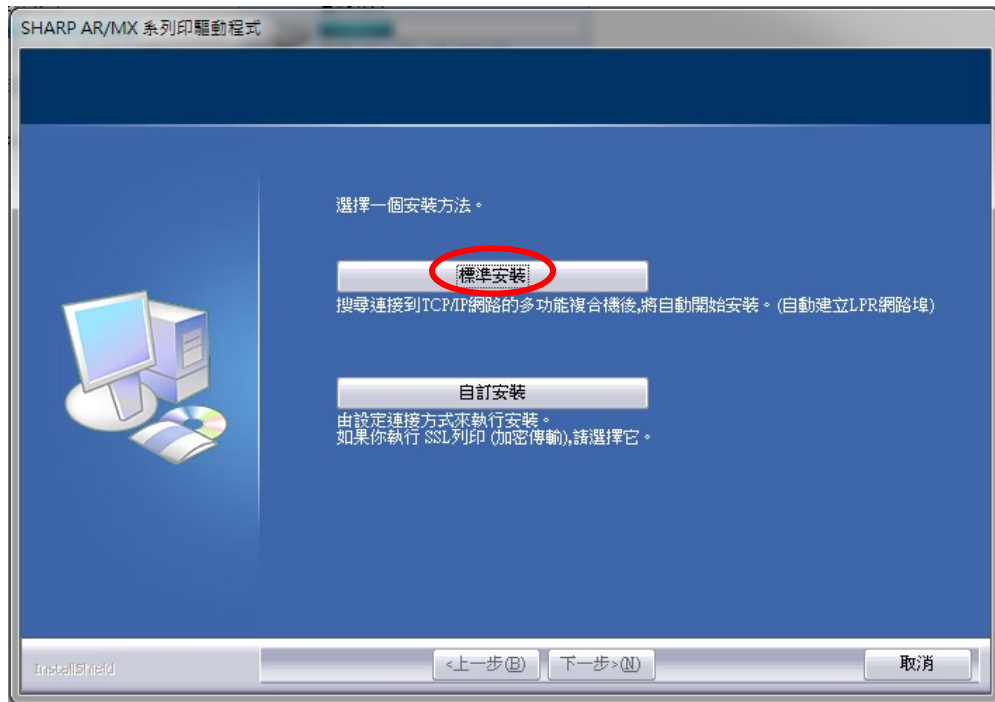 SHARP AR/MX 系列印驅動程式
選擇一個安裝方法。
標準安裝
搜尋連接到TCP/IP網路的多功能複合機後,將自動開始安裝。(自動建立LPR網路埠)
自訂安裝
由設定連接方式來執行安裝。
如果你執行 SSL列印 (加密傳輸),請選擇它。
InstallShield
<上一步(B)
下一步>(N)
取消